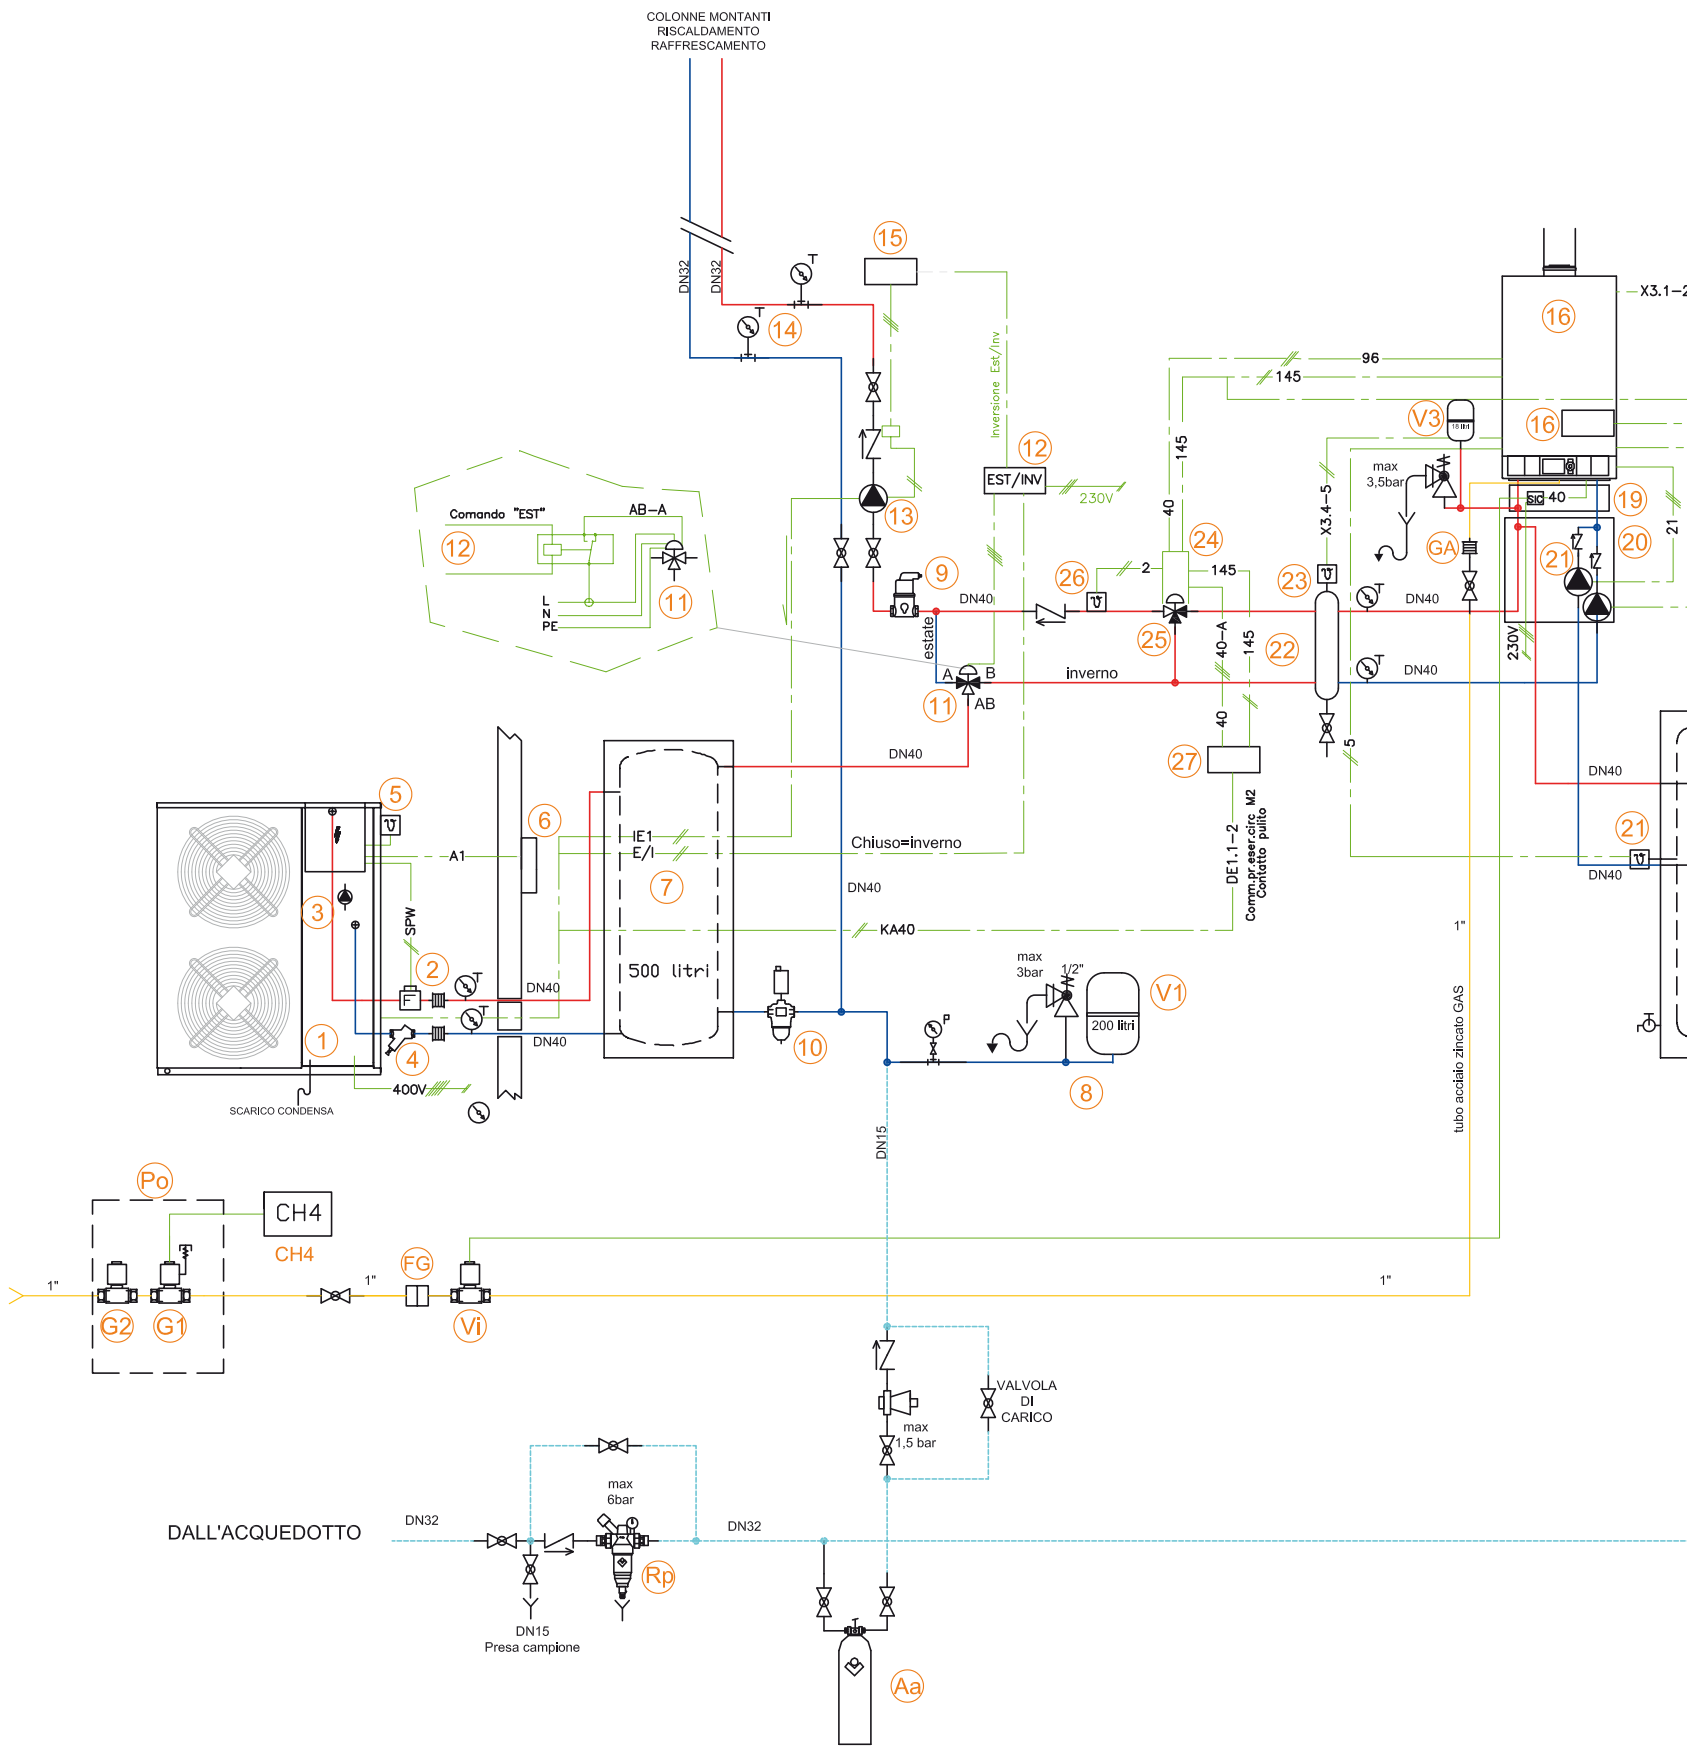 COLONNE MONTANTI
RISCALDAMENTO
RAFFRESCAMENTO
DN32
DN32
T
T
14
15
Inversione Est/Inv
12
EST/INV
230V
13
9
DN40
estate
A
B
AB
11
inverno
DN40
Comando "EST"
12
AB-A
L
N
PE
11
96
145
145
40
24
26
2
145
25
40-A
145
40
27
DE1.1-2
Comm.pr.eser.circ M2
Contatto pulito
22
23
X3.4-5
5
T
DN40
T
DN40
16
X3.1-2
16
V3
18 litri
max
3,5bar
SIC
40
19
GA
20
21
21
230V
DN40
21
DN40
5
6
A1
3
SPW
2
T
T
DN40
DN40
1
4
400V
SCARICO CONDENSA
IE1
E/I
7
500 litri
Chiuso=inverno
DN40
KA40
10
P
max
3bar
1/2"
V1
200 litri
8
DN15
1"
tubo acciaio zincato GAS
Po
CH4
CH4
1"
G2
G1
1"
FG
Vi
1"
VALVOLA
DI
CARICO
max
1,5 bar
max
6bar
DALL'ACQUEDOTTO
DN32
DN32
Rp
DN15
Presa campione
Aa